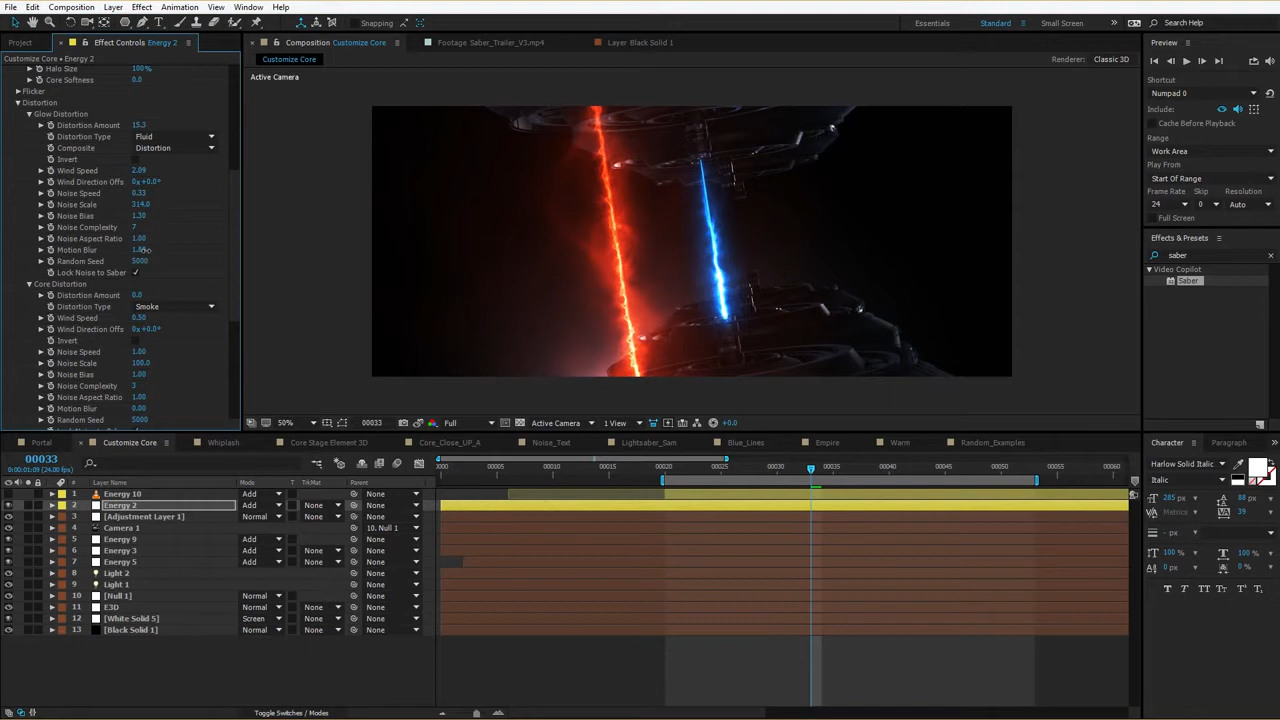 File Edit Composition Layer Effect Animation View Window Help
Snapping
Essentials Standard Small Screen Search Help
Project Effect Controls Energy 2 Composition Customize Core Footage Saber_Trailer_V3.mp4 Layer Black Solid 1 Preview
Customize Core • Energy 2
Customize Core Renderer: Classic 3D
Active Camera
Halo Size 100%
Core Softness 0.0
Flicker
Distortion
Glow Distortion
Distortion Amount 15.3
Distortion Type Fluid
Composite Distortion
Invert
Wind Speed 2.09
Wind Direction Offs 0x+0.0°
Noise Speed 0.33
Noise Scale 314.0
Noise Bias 1.30
Noise Complexity 7
Noise Aspect Ratio 1.00
Motion Blur
Random Seed 5000
Lock Noise to Saber
Core Distortion
Distortion Amount 0.0
Distortion Type Smoke
Wind Speed 0.50
Wind Direction Offs 0x+0.0°
Invert
Noise Speed 1.00
Noise Scale 100.0
Noise Bias 1.00
Noise Complexity 3
Noise Aspect Ratio 1.00
Motion Blur 0.00
Random Seed 5000
50% 00033 Full Active Camera 1 View +0.0
Shortcut
Numpad 0
Include:
Cache Before Playback
Range
Work Area
Play From
Start Of Range
Frame Rate Skip Resolution
24 0 Auto
Full Screen
Effects & Presets
saber
Video Copilot
Saber
Portal Customize Core Whiplash Core Stage Element 3D Core_Close_UP_A Noise_Text Lightsaber_Sam Blue_Lines Empire Warm Random_Examples
00033
0:00:01:09 (24.00 fps)
0000 00005 00010 00015 00020 00025 00030 00035 00040 00045 00050 00055 00060
# Layer Name Mode T TrkMat Parent
1 Energy 10 Add None
2 Energy 2 Add None None
3 [Adjustment Layer 1] Normal None None
4 Camera 1 10. Null 1
5 Energy 9 Add None None
6 Energy 3 Add None None
7 Energy 5 Add None None
8 Light 2 None
9 Light 1 None
10 [Null 1] Normal None None
11 E3D Normal None None
12 [White Solid 5] Screen None None
13 [Black Solid 1] Normal None None
Toggle Switches / Modes
Character Paragraph
Harlow Solid Italic
Italic
285 px 88 px
Metrics 39
- px
100 % 100 %
0 px 0 %
T T TT Tt T¹ T₁